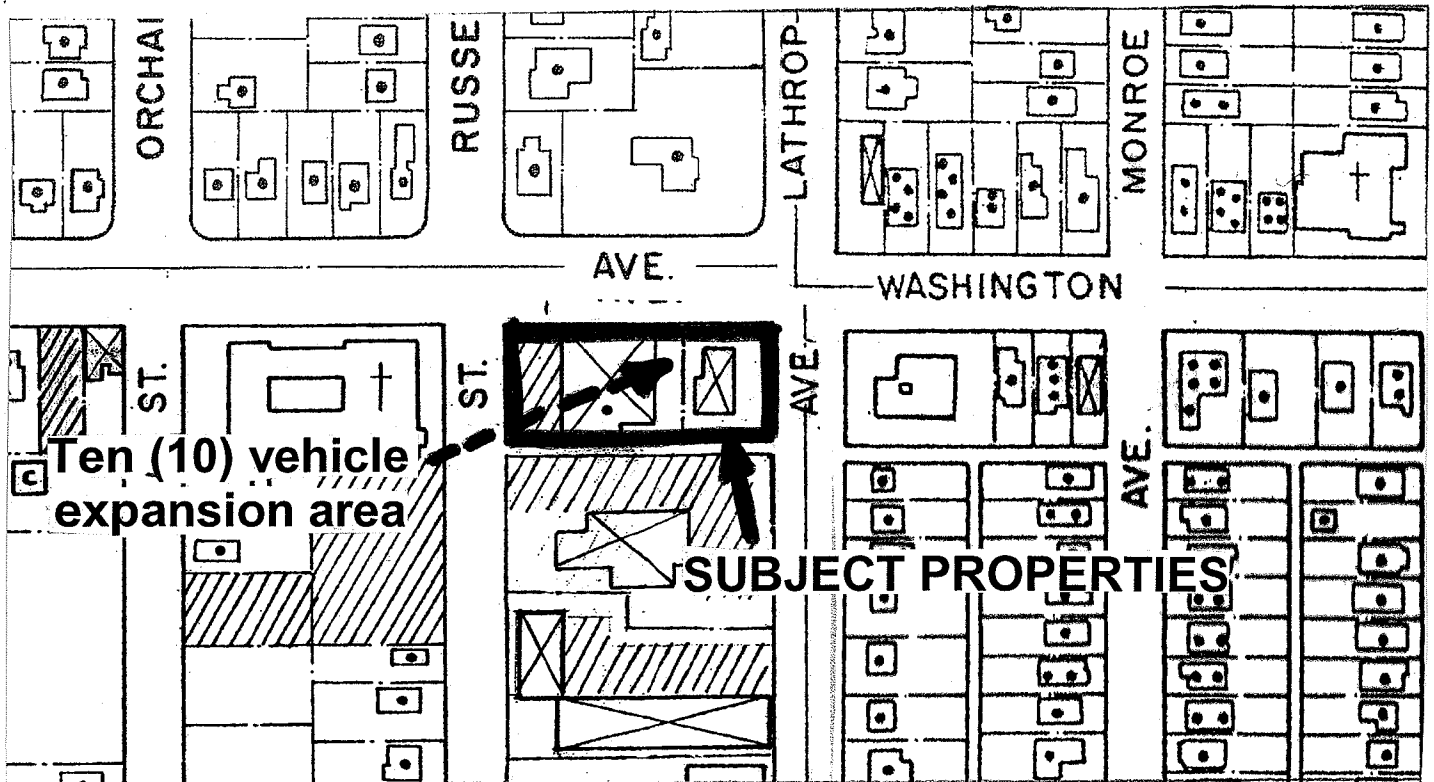 ORCHA
RUSSE
LATHROP
MONROE
AVE.
WASHINGTON
ST.
ST.
AVE.
AVE.
Ten (10) vehicle
expansion area
C
SUBJECT PROPERTIES